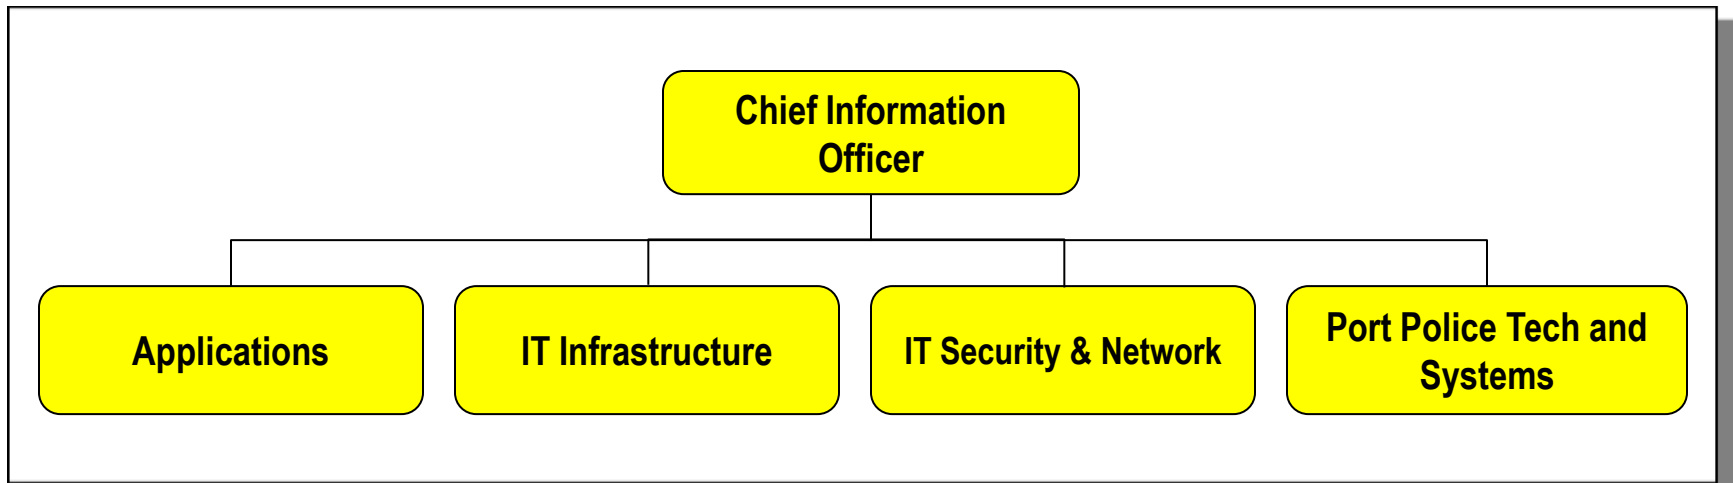 Chief Information
Officer
Applications
IT Infrastructure
IT Security & Network
Port Police Tech and
Systems